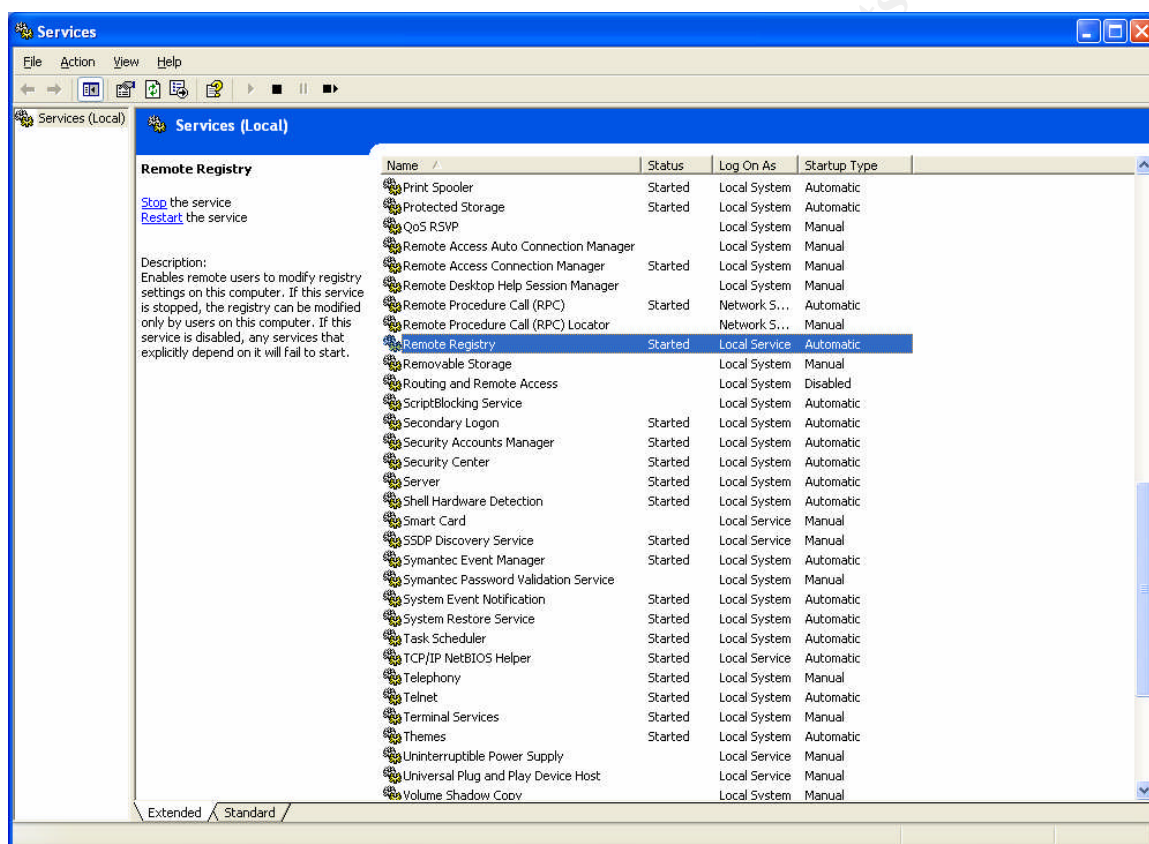 Services
File Action View Help
Services (Local)
Services (Local)
Remote Registry
Stop the service
Restart the service
Description:
Enables remote users to modify registry
settings on this computer. If this service
is stopped, the registry can be modified
only by users on this computer. If this
service is disabled, any services that
explicitly depend on it will fail to start.
Name Status Log On As Startup Type
Print Spooler Started Local System Automatic
Protected Storage Started Local System Automatic
QoS RSVP Local System Manual
Remote Access Auto Connection Manager Local System Manual
Remote Access Connection Manager Started Local System Manual
Remote Desktop Help Session Manager Local System Manual
Remote Procedure Call (RPC) Started Network S... Automatic
Remote Procedure Call (RPC) Locator Network S... Manual
Remote Registry Started Local Service Automatic
Removable Storage Local System Manual
Routing and Remote Access Local System Disabled
ScriptBlocking Service Local System Automatic
Secondary Logon Started Local System Automatic
Security Accounts Manager Started Local System Automatic
Security Center Started Local System Automatic
Server Started Local System Automatic
Shell Hardware Detection Started Local System Automatic
Smart Card Local Service Manual
SSDP Discovery Service Started Local Service Manual
Symantec Event Manager Started Local System Automatic
Symantec Password Validation Service Local System Manual
System Event Notification Started Local System Automatic
System Restore Service Started Local System Automatic
Task Scheduler Started Local System Automatic
TCP/IP NetBIOS Helper Started Local Service Automatic
Telephony Started Local System Manual
Telnet Started Local System Automatic
Terminal Services Started Local System Manual
Themes Started Local System Automatic
Uninterruptible Power Supply Local Service Manual
Universal Plug and Play Device Host Local Service Manual
Volume Shadow Copy Local System Manual
Extended Standard